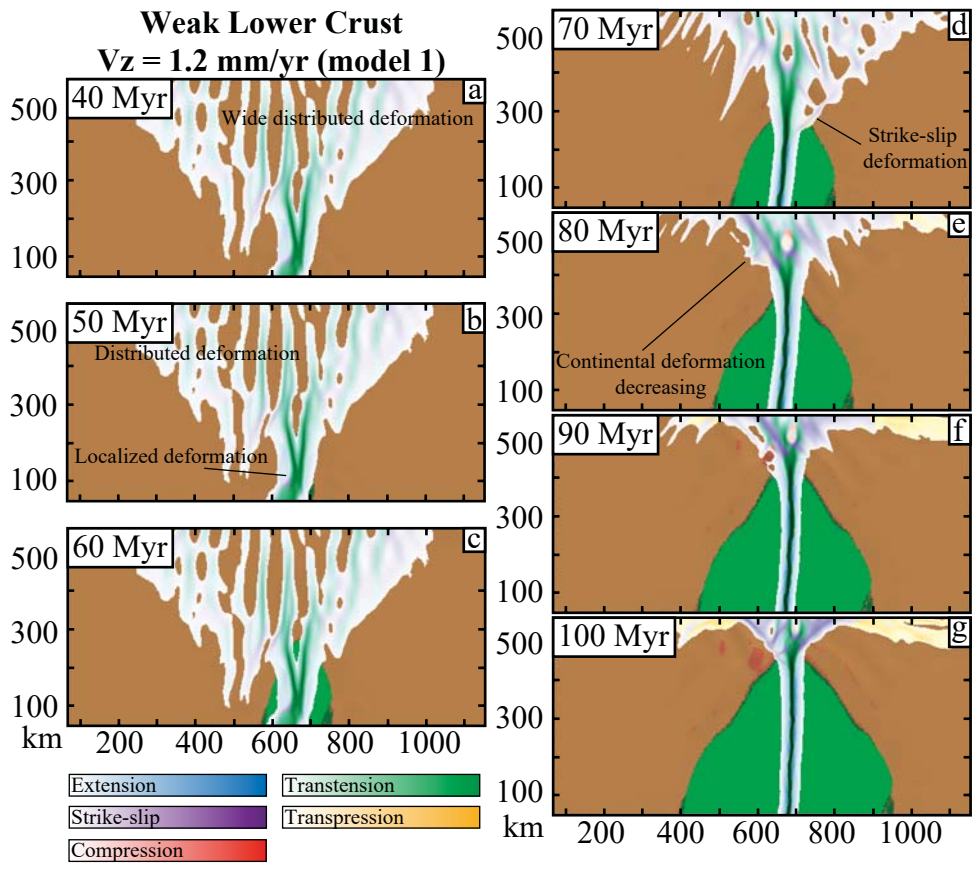 Weak Lower Crust
Vz = 1.2 mm/yr (model 1)
40 Myr
a
Wide distributed deformation
500
300
100
50 Myr
b
Distributed deformation
Localized deformation
500
300
100
60 Myr
c
500
300
100
km
200
400
600
800
1000
Extension
Strike-slip
Compression
Transtension
Transpression
70 Myr
d
Strike-slip
deformation
500
300
100
80 Myr
e
Continental deformation
decreasing
500
300
100
90 Myr
f
500
300
100
100 Myr
g
500
300
100
km
200
400
600
800
1000